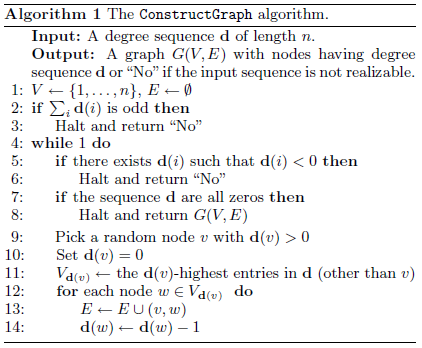 Algorithm 1 The ConstructGraph algorithm.
Input: A degree sequence d of length n.
Output: A graph G(V, E) with nodes having degree
sequence d or “No” if the input sequence is not realizable.
1: V ← {1, . . . , n}, E ← ∅
2: if ∑ᵢ d(i) is odd then
3: Halt and return “No”
4: while 1 do
5: if there exists d(i) such that d(i) < 0 then
6: Halt and return “No”
7: if the sequence d are all zeros then
8: Halt and return G(V, E)
9: Pick a random node v with d(v) > 0
10: Set d(v) = 0
11: V_d(v) ← the d(v)-highest entries in d (other than v)
12: for each node w ∈ V_d(v) do
13: E ← E ∪ (v, w)
14: d(w) ← d(w) − 1